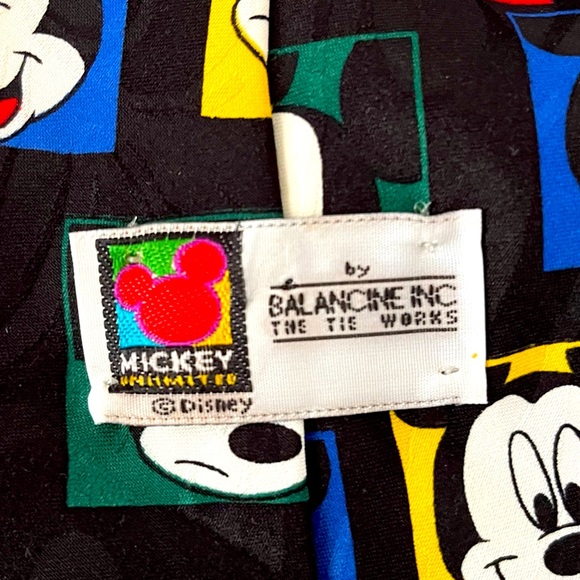 MICKEY
UNLIMITED
© Disney
by
BALANCINE INC
THE TIE WORKS